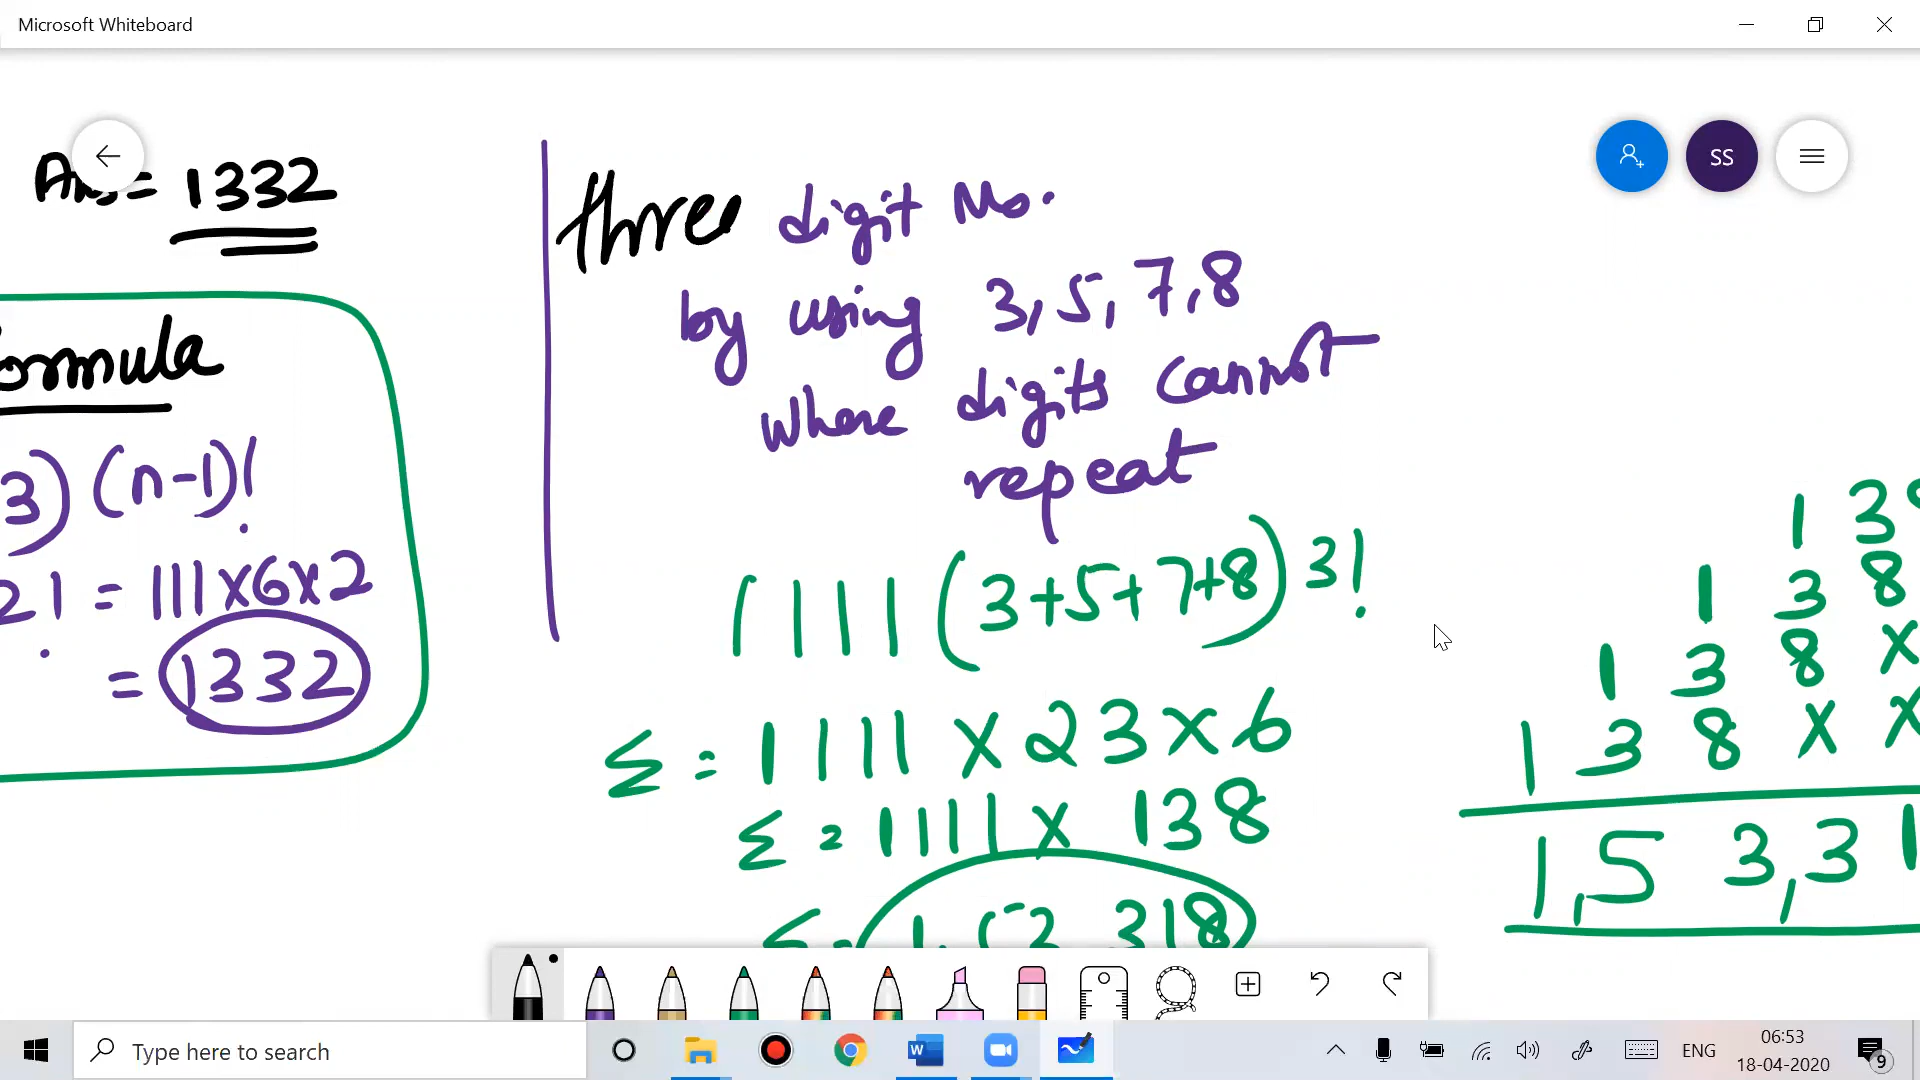 Microsoft Whiteboard
SS
= 1332
ormula
3) (n-1)!
2! = 111x6x2
= 1332
three digit No.
by using 3,5,7,8
where digits cannot
repeat
1111 (3+5+7+8) 3!
Σ = 1111 x 23 x 6
Σ = 1111 x 138
318
1 3
1 3 8
1 3 8 x
1 3 8 x x
1,5 3,3 1
Type here to search
ENG
06:53
18-04-2020
9